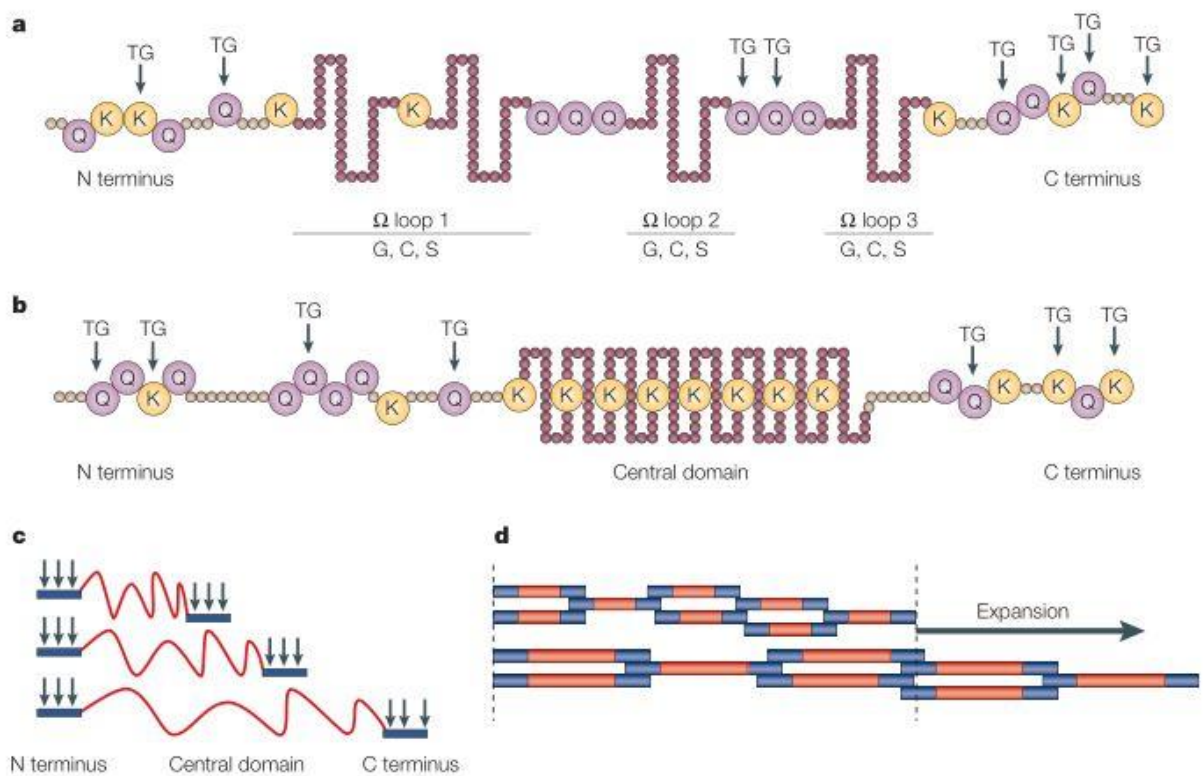 a
TG TG TG TG TG TG TG TG
Q K K Q Q K K Q Q Q Q Q Q K Q Q K Q K
N terminus C terminus
Ω loop 1 Ω loop 2 Ω loop 3
G, C, S G, C, S G, C, S
b
TG TG TG TG TG TG TG
Q Q K Q Q Q Q Q K Q K K K K K K K K Q Q K K Q K
N terminus Central domain C terminus
c
N terminus Central domain C terminus
d
Expansion